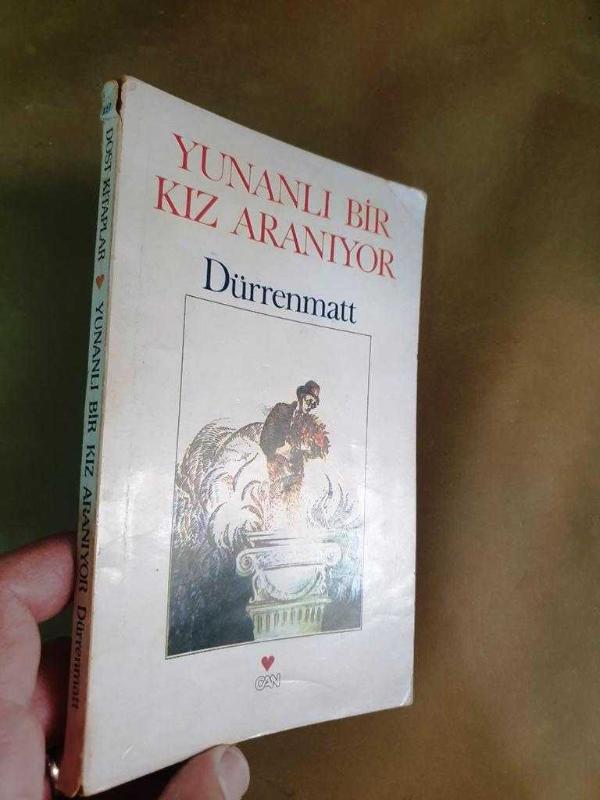 YUNANLI BİR
KIZ ARANIYOR
Dürrenmatt
CAN
DOST KİTAPLAR YUNANLI BİR KIZ ARANIYOR Dürrenmatt